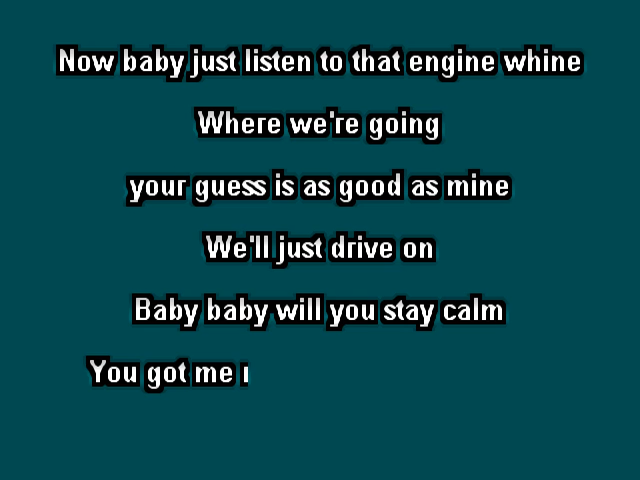 Now baby just listen to that engine whine
Where we're going
your guess is as good as mine
We'll just drive on
Baby baby will you stay calm
You got me